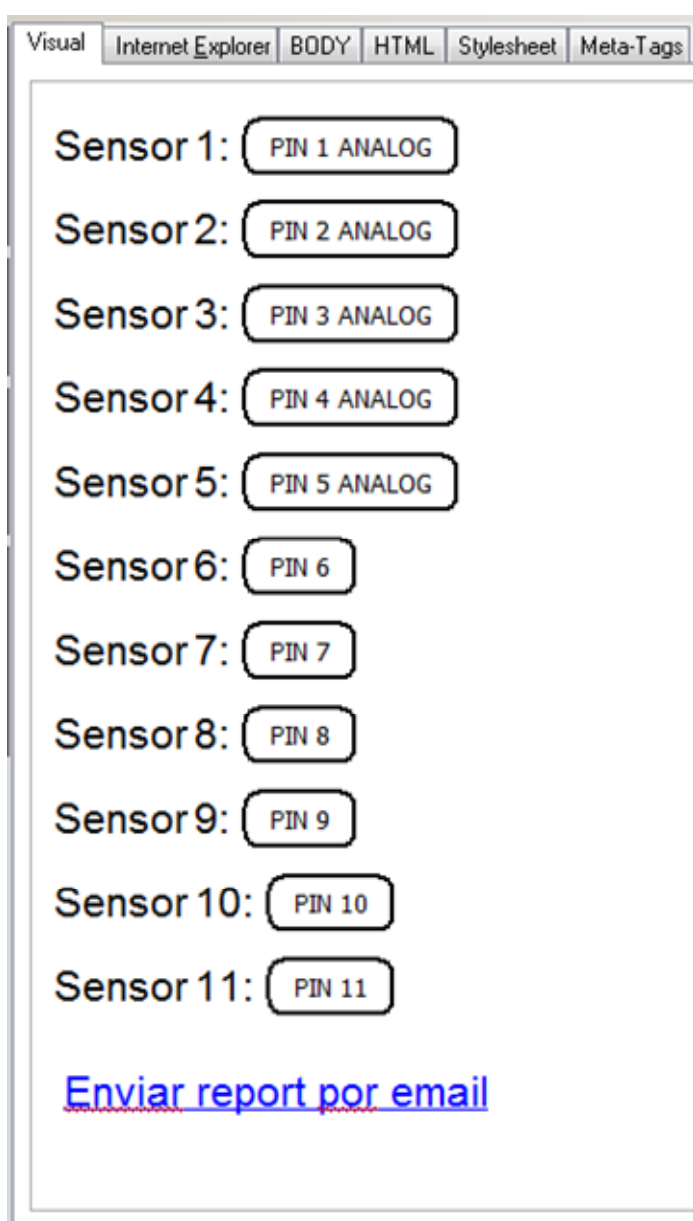 Visual Internet Explorer BODY HTML Stylesheet Meta-Tags
Sensor 1: PIN 1 ANALOG
Sensor 2: PIN 2 ANALOG
Sensor 3: PIN 3 ANALOG
Sensor 4: PIN 4 ANALOG
Sensor 5: PIN 5 ANALOG
Sensor 6: PIN 6
Sensor 7: PIN 7
Sensor 8: PIN 8
Sensor 9: PIN 9
Sensor 10: PIN 10
Sensor 11: PIN 11
Enviar report por email